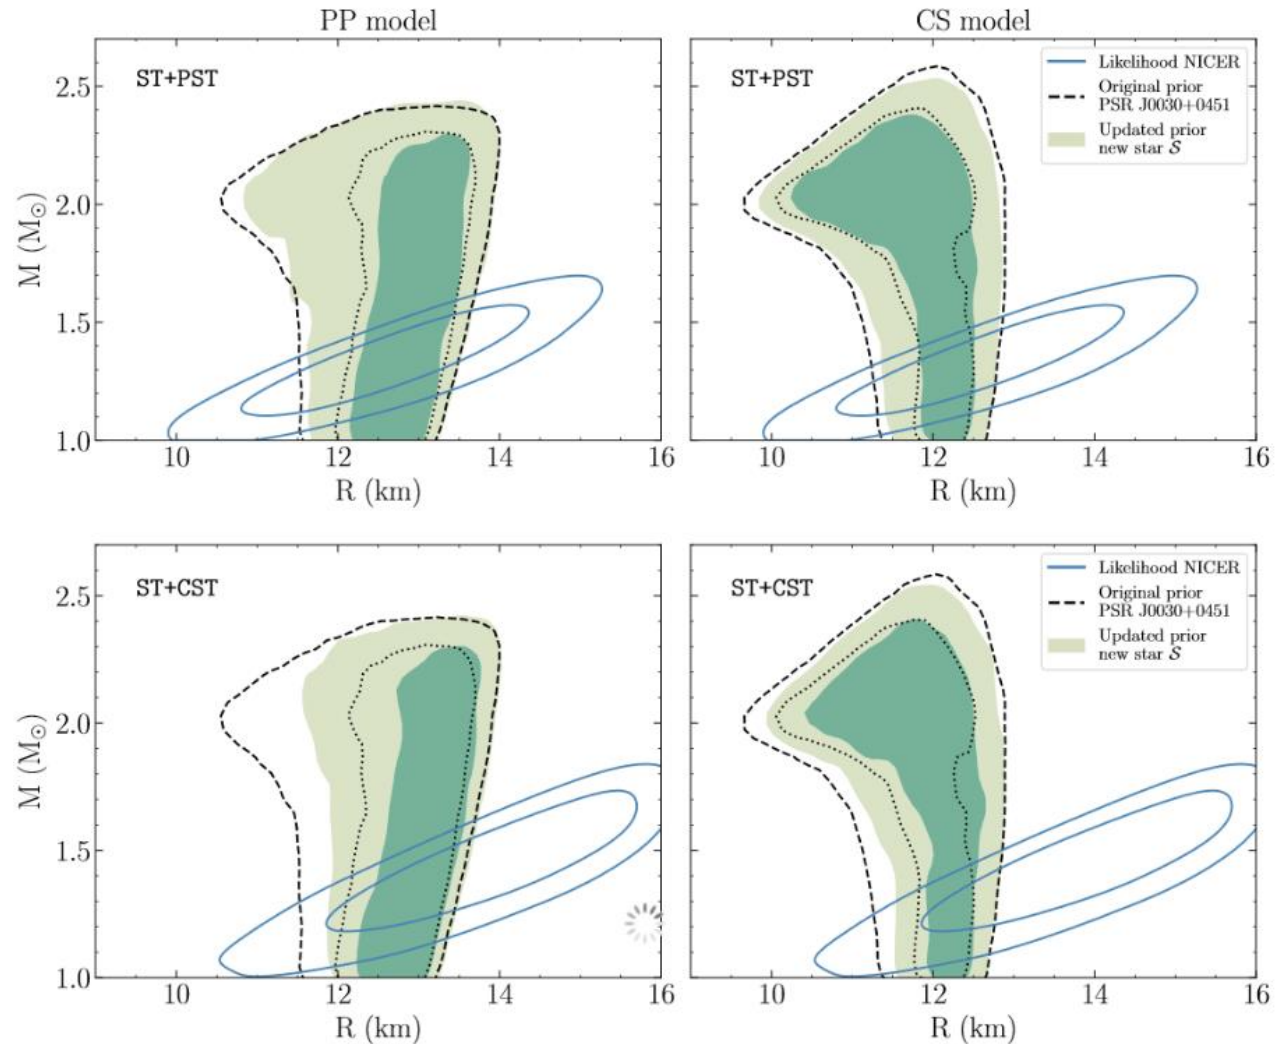 PP model
CS model
ST+PST
ST+PST
Likelihood NICER
Original prior
PSR J0030+0451
Updated prior
new star 𝒮
2.5
2.0
1.5
1.0
M (M⊙)
10 12 14 16
10 12 14 16
R (km)
R (km)
ST+CST
ST+CST
Likelihood NICER
Original prior
PSR J0030+0451
Updated prior
new star 𝒮
2.5
2.0
1.5
1.0
M (M⊙)
10 12 14 16
10 12 14 16
R (km)
R (km)